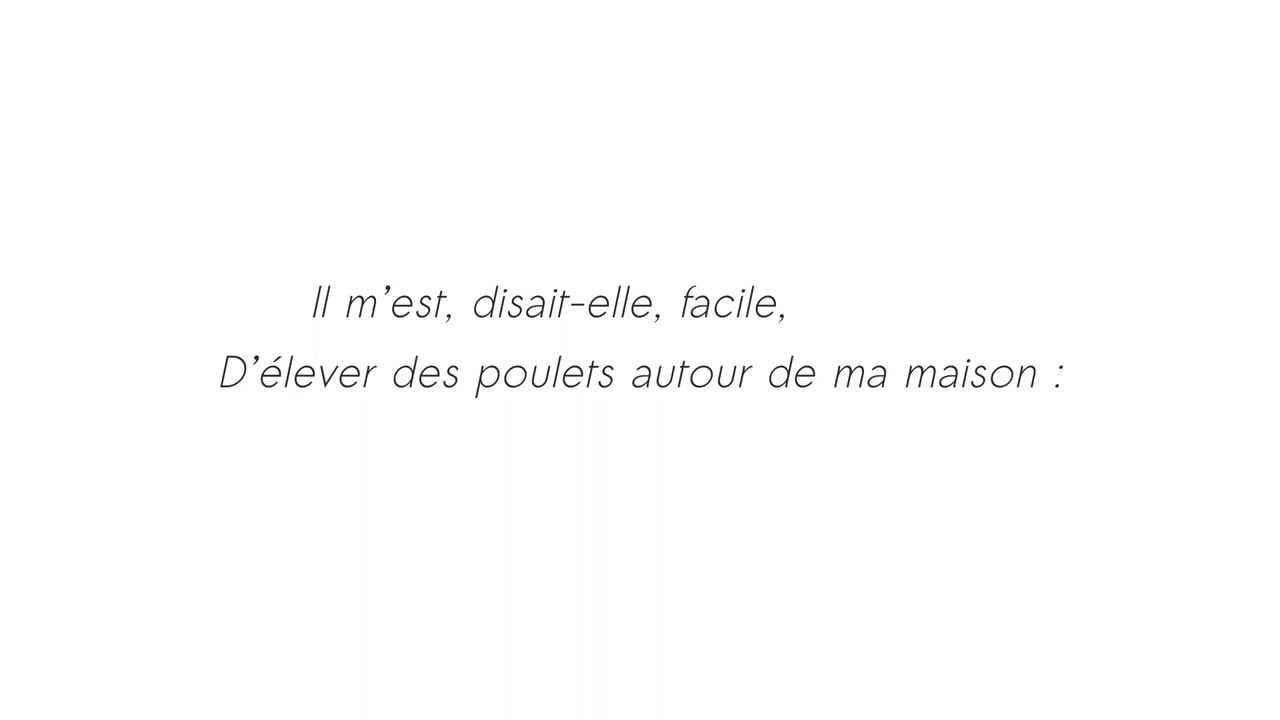 Il m’est, disait-elle, facile,
D’élever des poulets autour de ma maison :